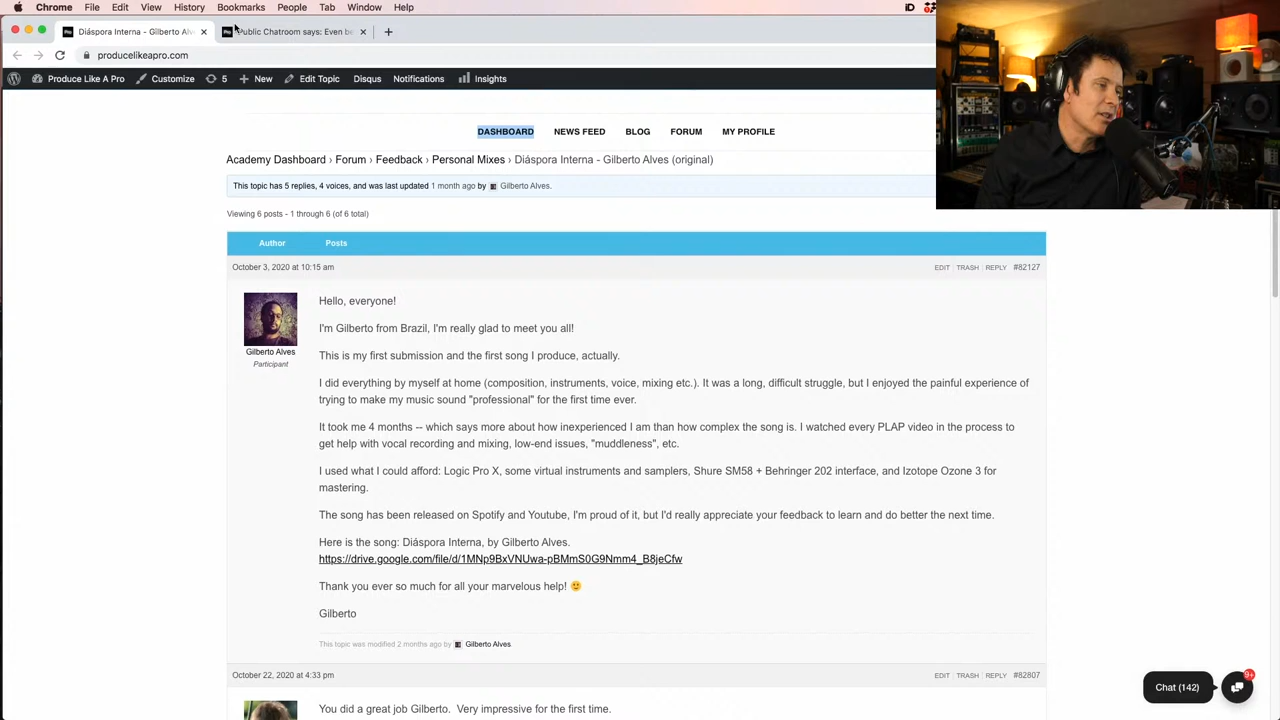 Chrome File Edit View History Bookmarks People Tab Window Help
Diáspora Interna - Gilberto Alv
Public Chatroom says: Even be
producelikeapro.com
Produce Like A Pro Customize 5 New Edit Topic Disqus Notifications Insights
DASHBOARD NEWS FEED BLOG FORUM MY PROFILE
Academy Dashboard › Forum › Feedback › Personal Mixes › Diáspora Interna - Gilberto Alves (original)
This topic has 5 replies, 4 voices, and was last updated 1 month ago by Gilberto Alves.
Viewing 6 posts - 1 through 6 (of 6 total)
Author Posts
October 3, 2020 at 10:15 am EDIT | TRASH | REPLY #82127
Hello, everyone!
I'm Gilberto from Brazil, I'm really glad to meet you all!
Gilberto Alves
Participant
This is my first submission and the first song I produce, actually.
I did everything by myself at home (composition, instruments, voice, mixing etc.). It was a long, difficult struggle, but I enjoyed the painful experience of
trying to make my music sound "professional" for the first time ever.
It took me 4 months -- which says more about how inexperienced I am than how complex the song is. I watched every PLAP video in the process to
get help with vocal recording and mixing, low-end issues, "muddleness", etc.
I used what I could afford: Logic Pro X, some virtual instruments and samplers, Shure SM58 + Behringer 202 interface, and Izotope Ozone 3 for
mastering.
The song has been released on Spotify and Youtube, I'm proud of it, but I'd really appreciate your feedback to learn and do better the next time.
Here is the song: Diáspora Interna, by Gilberto Alves.
https://drive.google.com/file/d/1MNp9BxVNUwa-pBMmS0G9Nmm4_B8jeCfw
Thank you ever so much for all your marvelous help! 🙂
Gilberto
This topic was modified 2 months ago by Gilberto Alves.
October 22, 2020 at 4:33 pm EDIT | TRASH | REPLY #82807
You did a great job Gilberto. Very impressive for the first time.
Chat (142)
9+